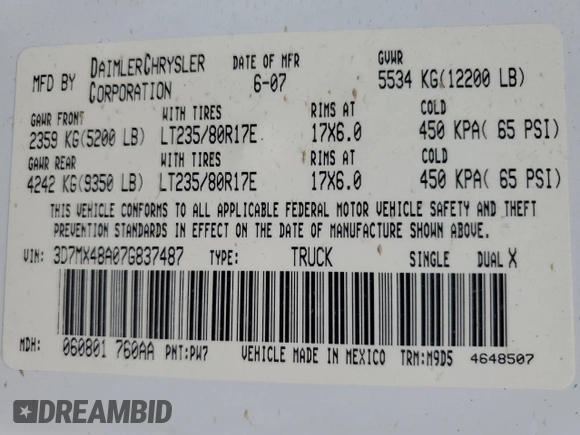 MFD BY DAIMLERCHRYSLER CORPORATION DATE OF MFR 6-07 GVWR 5534 KG(12200 LB)
GAWR FRONT WITH TIRES RIMS AT COLD
2359 KG(5200 LB) LT235/80R17E 17X6.0 450 KPA( 65 PSI)
GAWR REAR WITH TIRES RIMS AT COLD
4242 KG(9350 LB) LT235/80R17E 17X6.0 450 KPA( 65 PSI)
THIS VEHICLE CONFORMS TO ALL APPLICABLE FEDERAL MOTOR VEHICLE SAFETY AND THEFT
PREVENTION STANDARDS IN EFFECT ON THE DATE OF MANUFACTURE SHOWN ABOVE.
VIN: 3D7MX48A07G837487 TYPE: TRUCK SINGLE DUAL X
MDH: 060801 760AA PNT:PW7 VEHICLE MADE IN MEXICO TRM:M9D5 4648507
DREAMBID